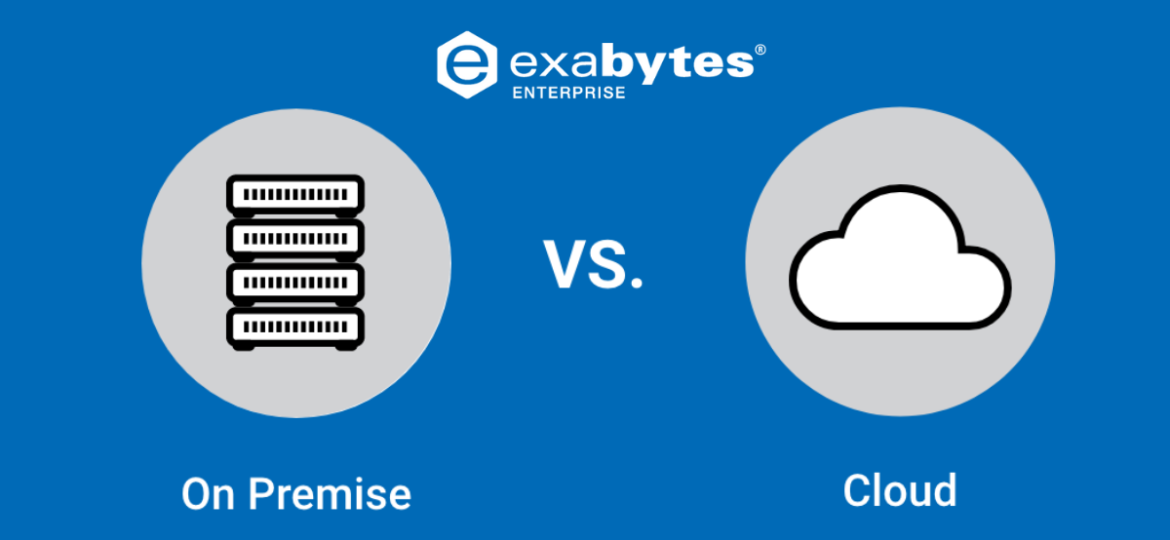 exabytes®
ENTERPRISE
VS.
On Premise
Cloud